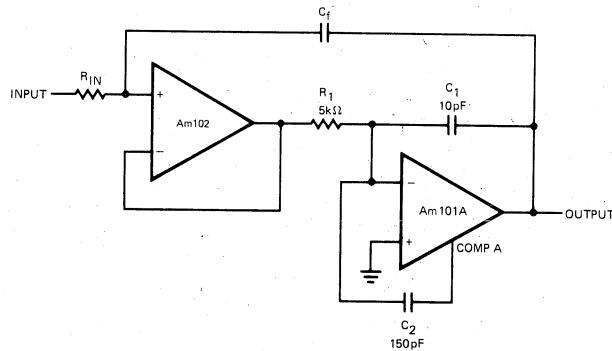 Cf
RIN
INPUT
+
Am102
−
R1
5kΩ
C1
10pF
−
Am101A
+
OUTPUT
COMP A
C2
150pF